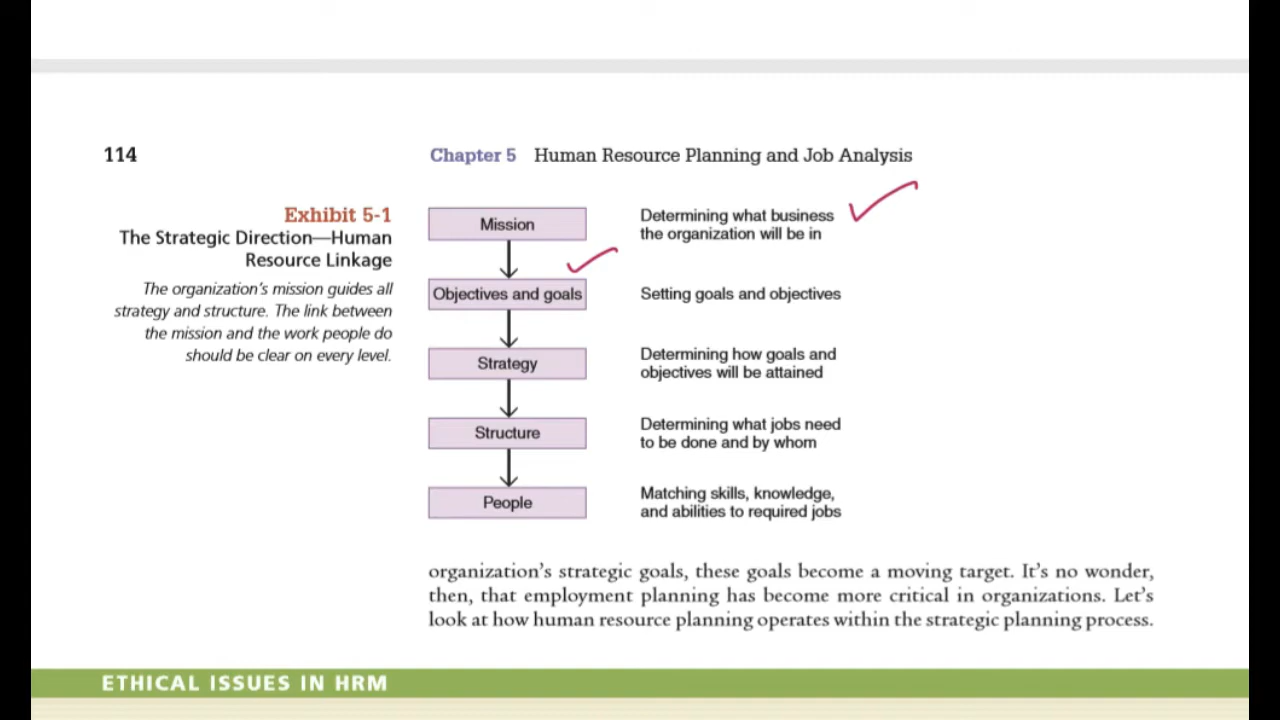 114
Chapter 5 Human Resource Planning and Job Analysis
Exhibit 5-1
The Strategic Direction—Human
Resource Linkage
The organization's mission guides all
strategy and structure. The link between
the mission and the work people do
should be clear on every level.
Mission
Determining what business
the organization will be in
Objectives and goals
Setting goals and objectives
Strategy
Determining how goals and
objectives will be attained
Structure
Determining what jobs need
to be done and by whom
People
Matching skills, knowledge,
and abilities to required jobs
organization's strategic goals, these goals become a moving target. It's no wonder,
then, that employment planning has become more critical in organizations. Let's
look at how human resource planning operates within the strategic planning process.
ETHICAL ISSUES IN HRM